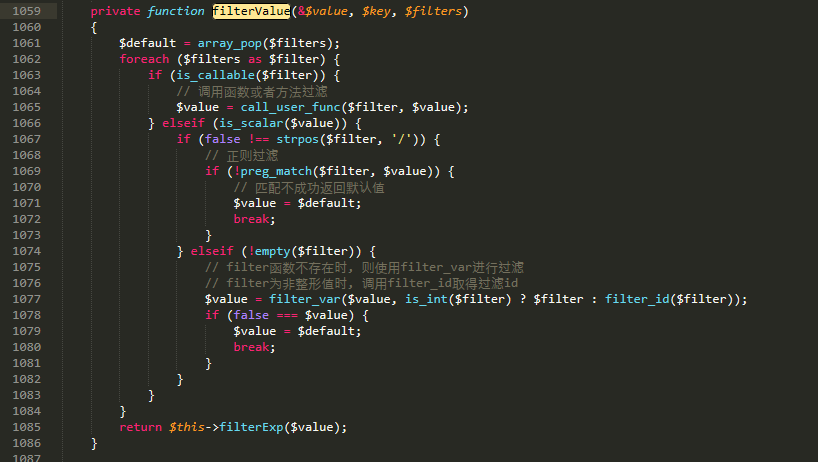 1059 private function filterValue(&$value, $key, $filters)
1060 {
1061 $default = array_pop($filters);
1062 foreach ($filters as $filter) {
1063 if (is_callable($filter)) {
1064 // 调用函数或者方法过滤
1065 $value = call_user_func($filter, $value);
1066 } elseif (is_scalar($value)) {
1067 if (false !== strpos($filter, '/')) {
1068 // 正则过滤
1069 if (!preg_match($filter, $value)) {
1070 // 匹配不成功返回默认值
1071 $value = $default;
1072 break;
1073 }
1074 } elseif (!empty($filter)) {
1075 // filter函数不存在时, 则使用filter_var进行过滤
1076 // filter为非整形值时, 调用filter_id取得过滤id
1077 $value = filter_var($value, is_int($filter) ? $filter : filter_id($filter));
1078 if (false === $value) {
1079 $value = $default;
1080 break;
1081 }
1082 }
1083 }
1084 }
1085 return $this->filterExp($value);
1086 }
1087